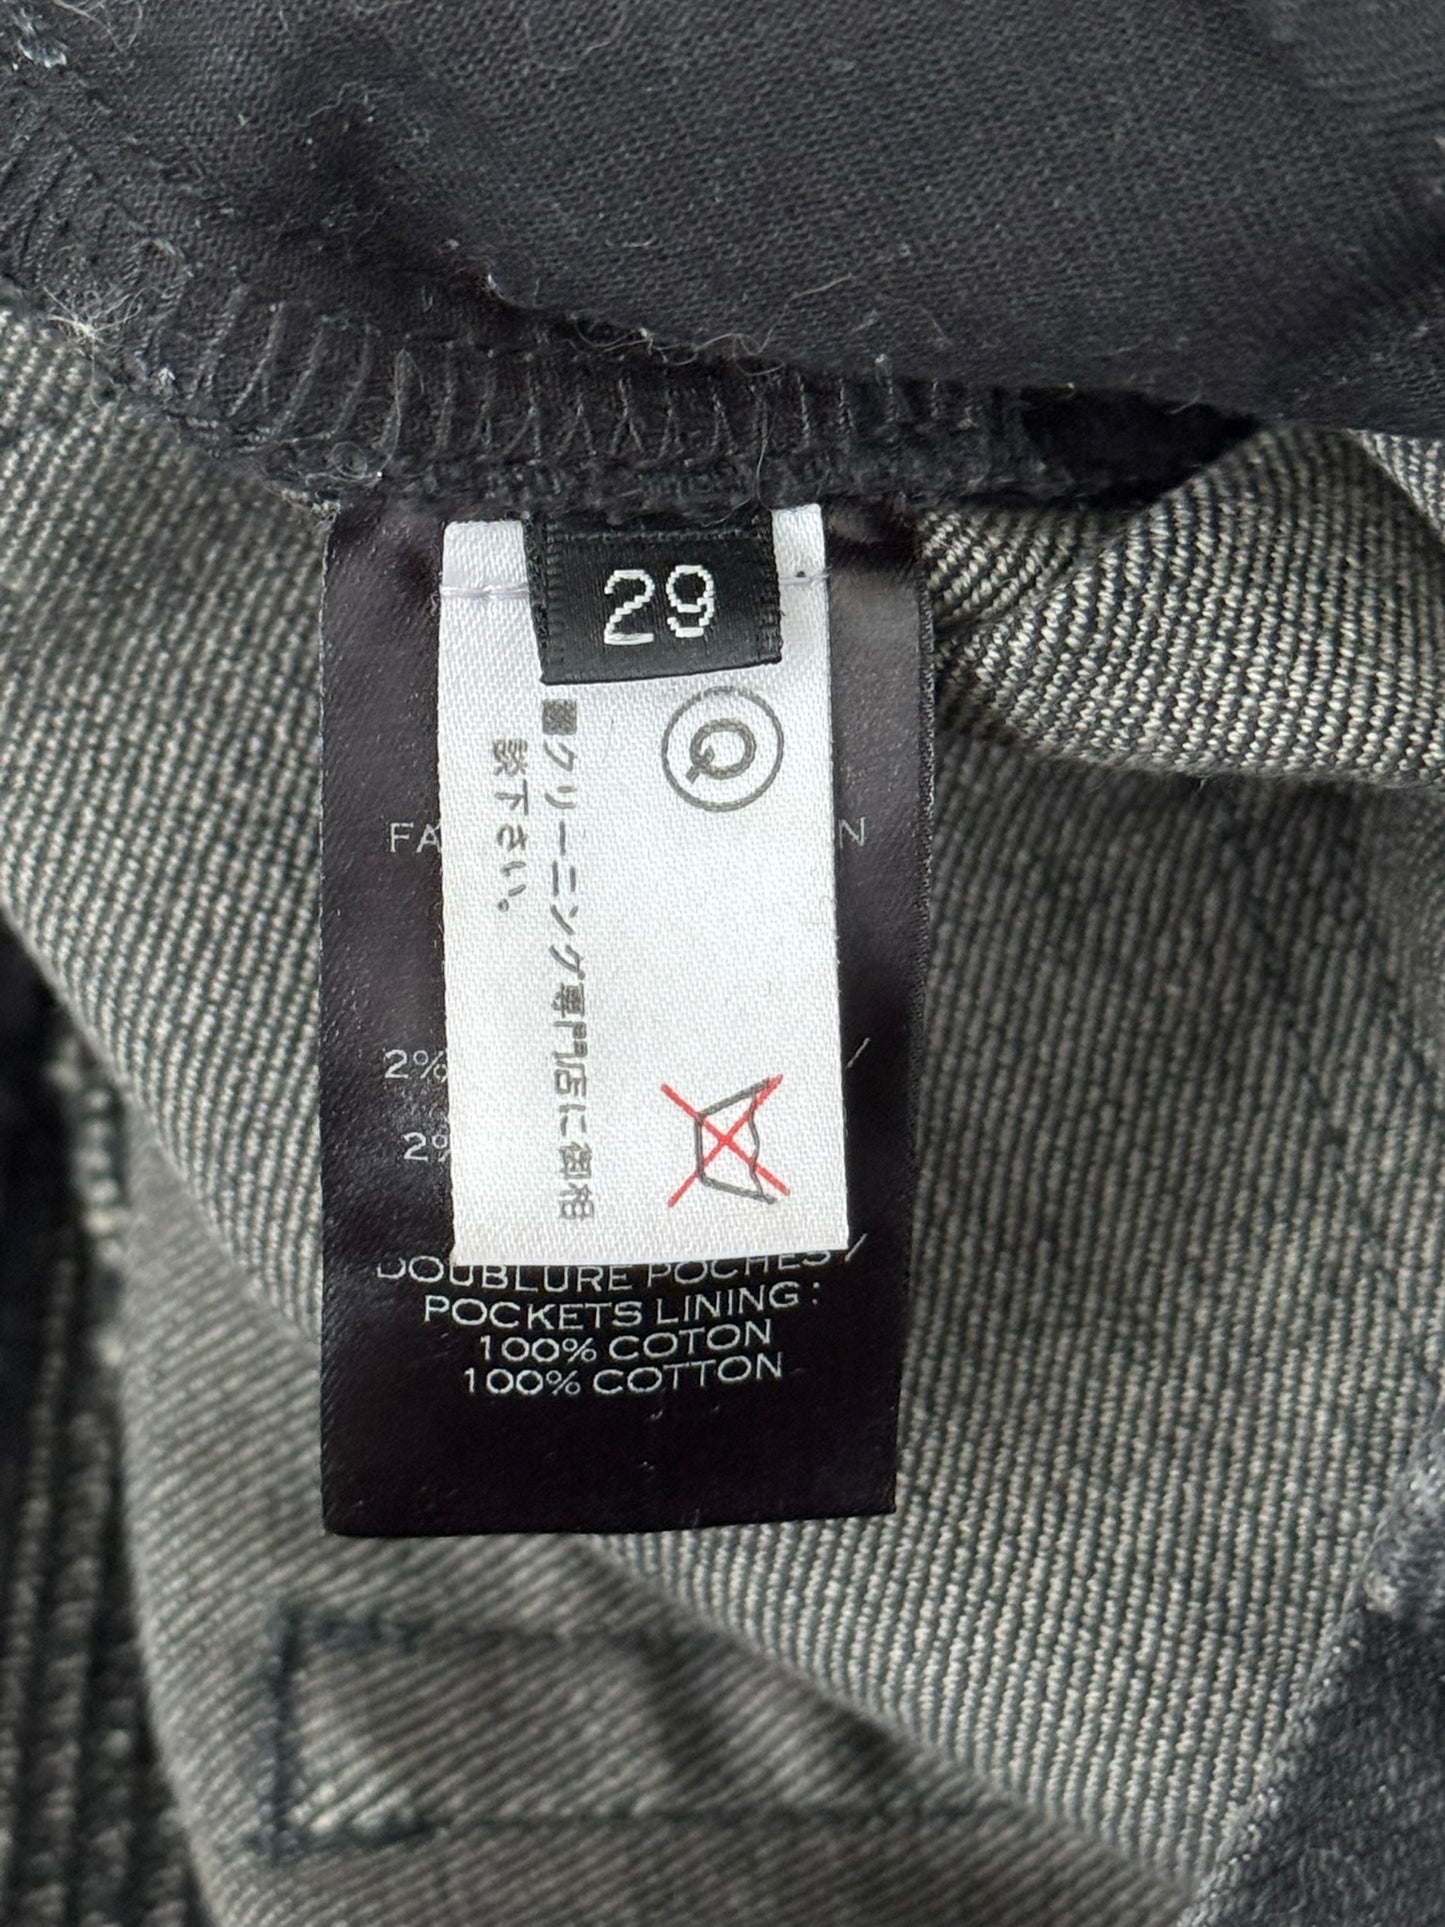 29
Q
■クリーニング専門店に御相
談下さい。
FA
N
2%
/
2%
DOUBLURE POCHES/
POCKETS LINING :
100% COTON
100% COTTON